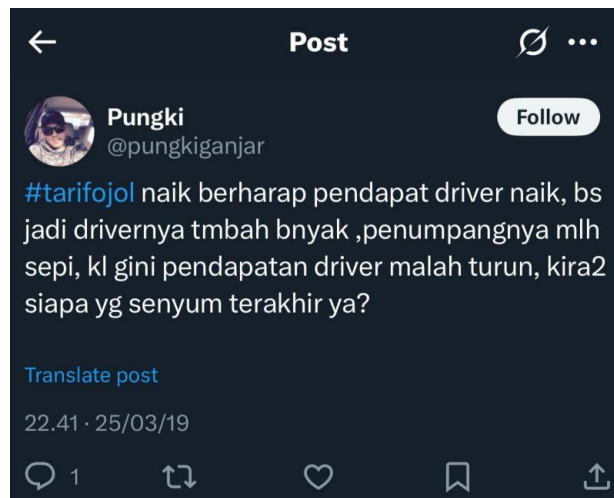 Post
Pungki
Follow
@pungkiganjar
#tarifojol naik berharap pendapat driver naik, bs
jadi drivernya tmbah bnyak ,penumpangnya mlh
sepi, kl gini pendapatan driver malah turun, kira2
siapa yg senyum terakhir ya?
Translate post
22.41 · 25/03/19
1